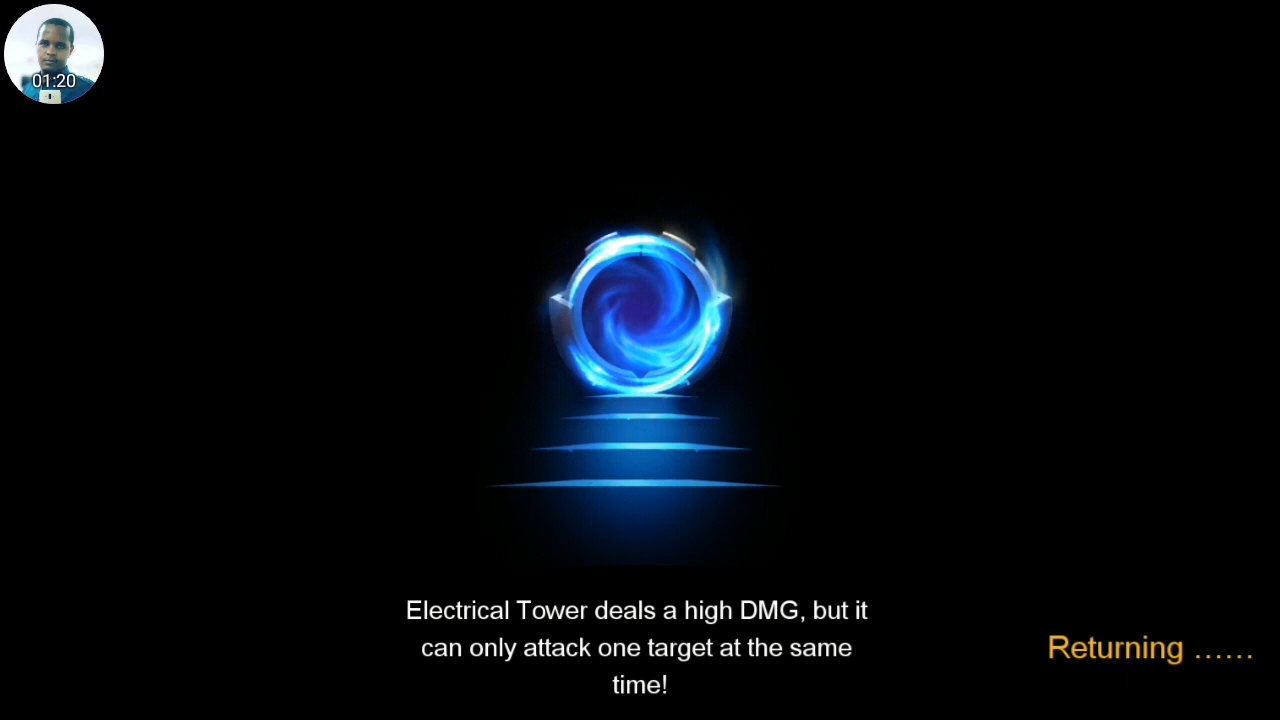 01:20
Electrical Tower deals a high DMG, but it
can only attack one target at the same
time!
Returning ......